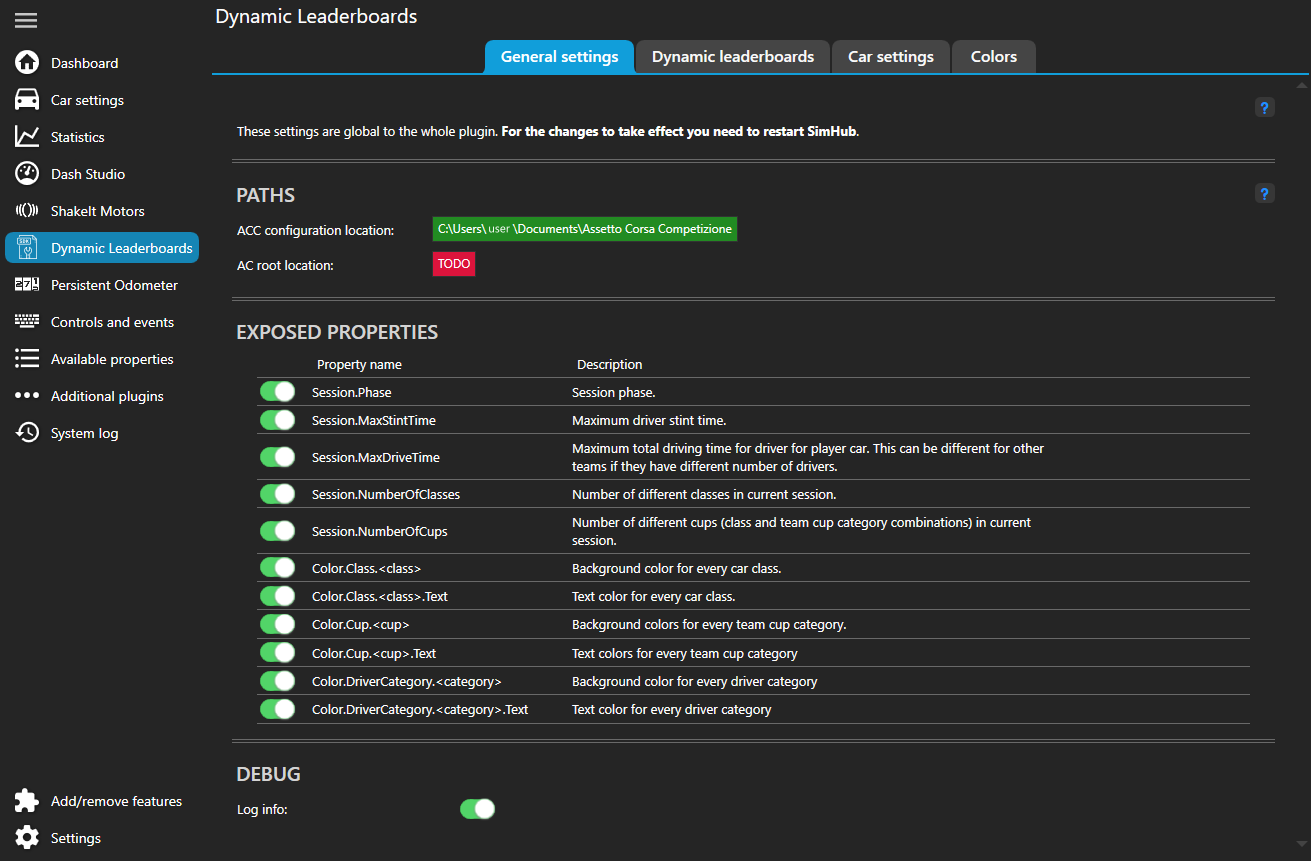 Dynamic Leaderboards
General settings
Dynamic leaderboards
Car settings
Colors
Dashboard
Car settings
Statistics
Dash Studio
ShakeIt Motors
Dynamic Leaderboards
Persistent Odometer
Controls and events
Available properties
Additional plugins
System log
Add/remove features
Settings
?
These settings are global to the whole plugin. For the changes to take effect you need to restart SimHub.
PATHS
?
ACC configuration location: C:\Users\ user \Documents\Assetto Corsa Competizione
AC root location: TODO
EXPOSED PROPERTIES
Property name Description
Session.Phase Session phase.
Session.MaxStintTime Maximum driver stint time.
Session.MaxDriveTime Maximum total driving time for driver for player car. This can be different for other
teams if they have different number of drivers.
Session.NumberOfClasses Number of different classes in current session.
Session.NumberOfCups Number of different cups (class and team cup category combinations) in current
session.
Color.Class.<class> Background color for every car class.
Color.Class.<class>.Text Text color for every car class.
Color.Cup.<cup> Background colors for every team cup category.
Color.Cup.<cup>.Text Text colors for every team cup category
Color.DriverCategory.<category> Background color for every driver category
Color.DriverCategory.<category>.Text Text color for every driver category
DEBUG
Log info: